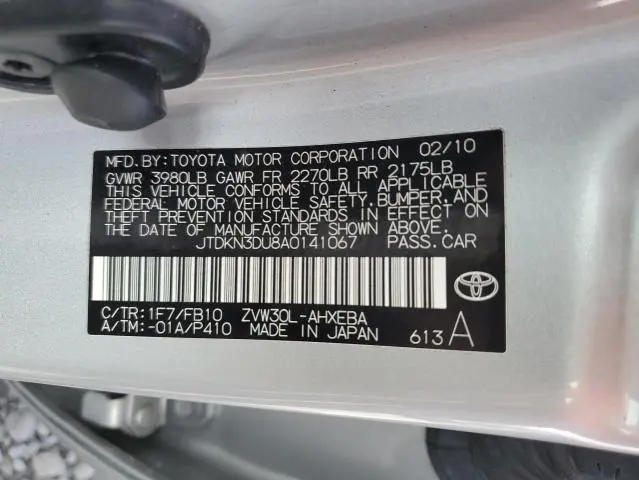 MFD. BY: TOYOTA MOTOR CORPORATION 02/10
GVWR 3980LB GAWR FR 2270LB RR 2175LB
THIS VEHICLE CONFORMS TO ALL APPLICABLE
FEDERAL MOTOR VEHICLE SAFETY, BUMPER, AND
THEFT PREVENTION STANDARDS IN EFFECT ON
THE DATE OF MANUFACTURE SHOWN ABOVE.
JTDKN3DU8A0141067 PASS. CAR
C/TR: 1F7/FB10 ZVW30L-AHXEBA
A/TM: -01A/P410 MADE IN JAPAN 613 A
TOYOTA